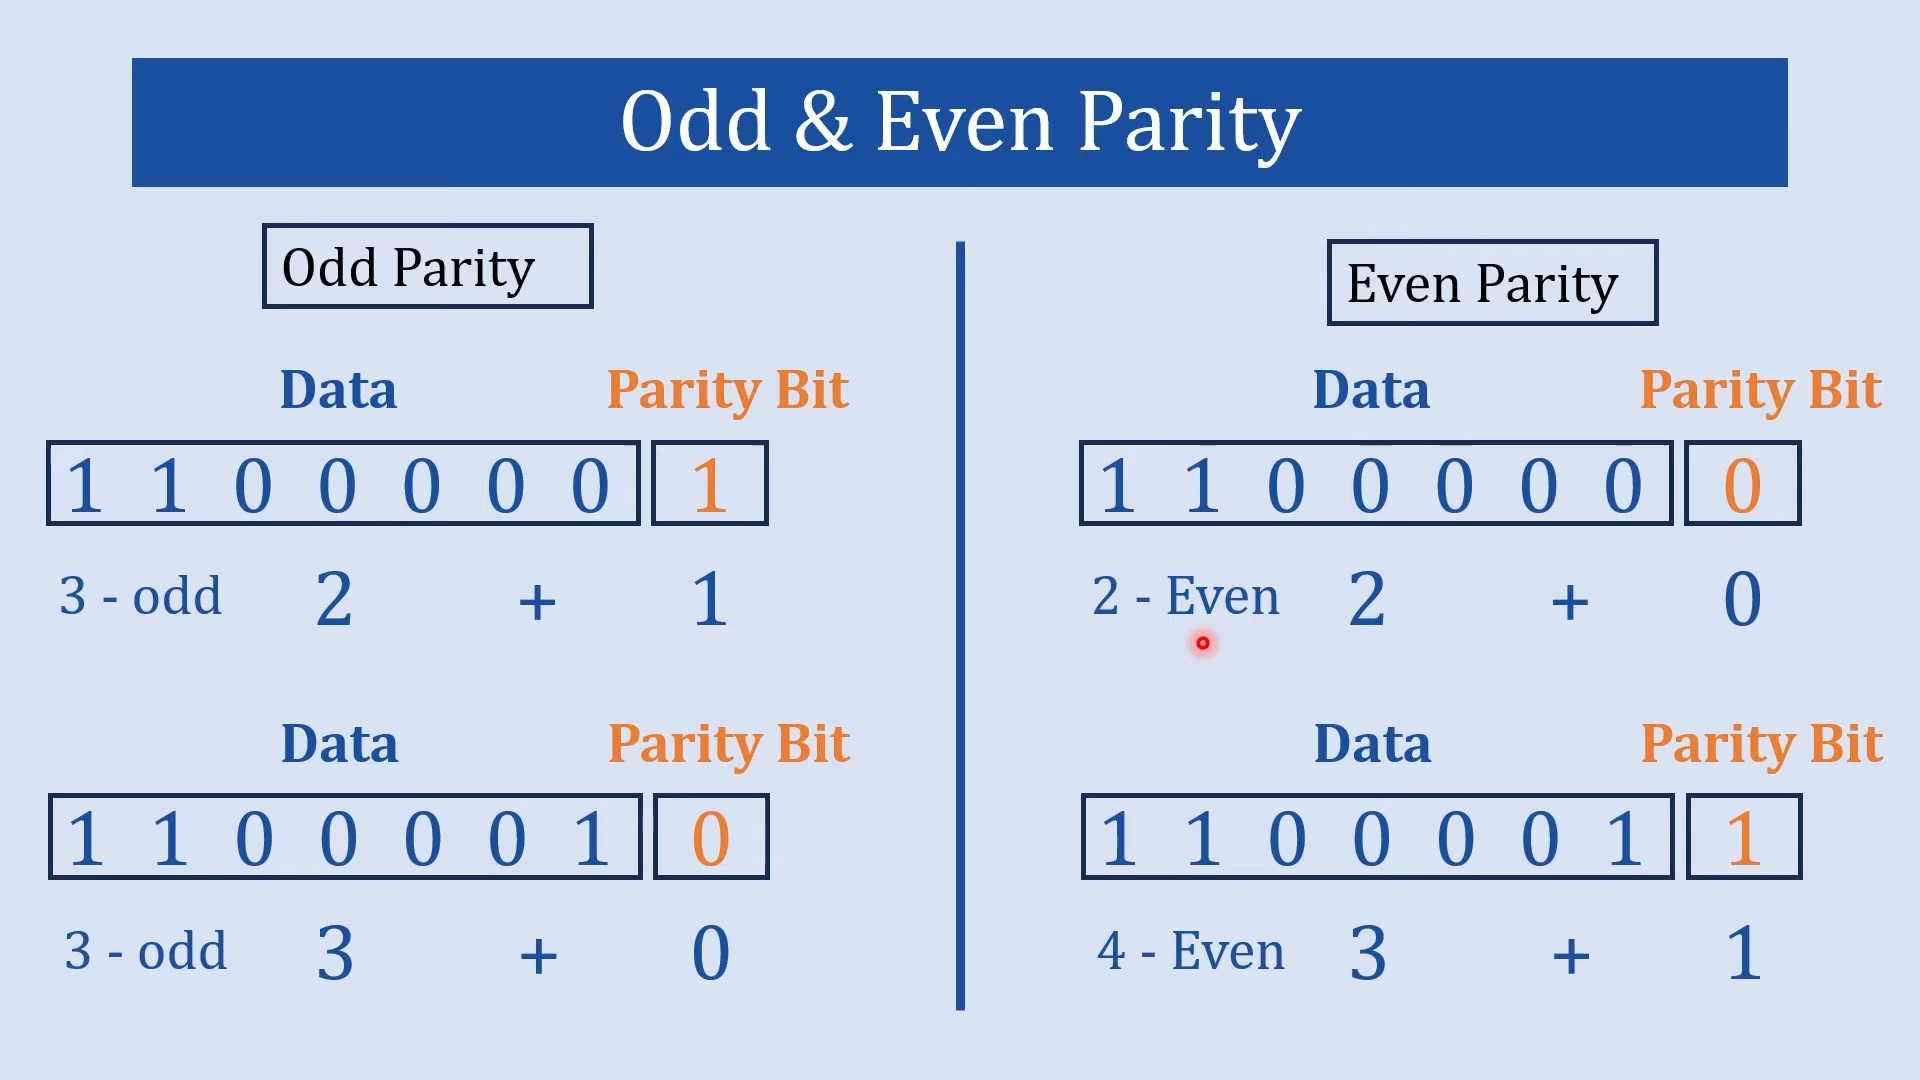 Odd & Even Parity
Odd Parity
Data Parity Bit
1 1 0 0 0 0 0 1
3 - odd 2 + 1
Data Parity Bit
1 1 0 0 0 0 1 0
3 - odd 3 + 0
Even Parity
Data Parity Bit
1 1 0 0 0 0 0 0
2 - Even 2 + 0
Data Parity Bit
1 1 0 0 0 0 1 1
4 - Even 3 + 1